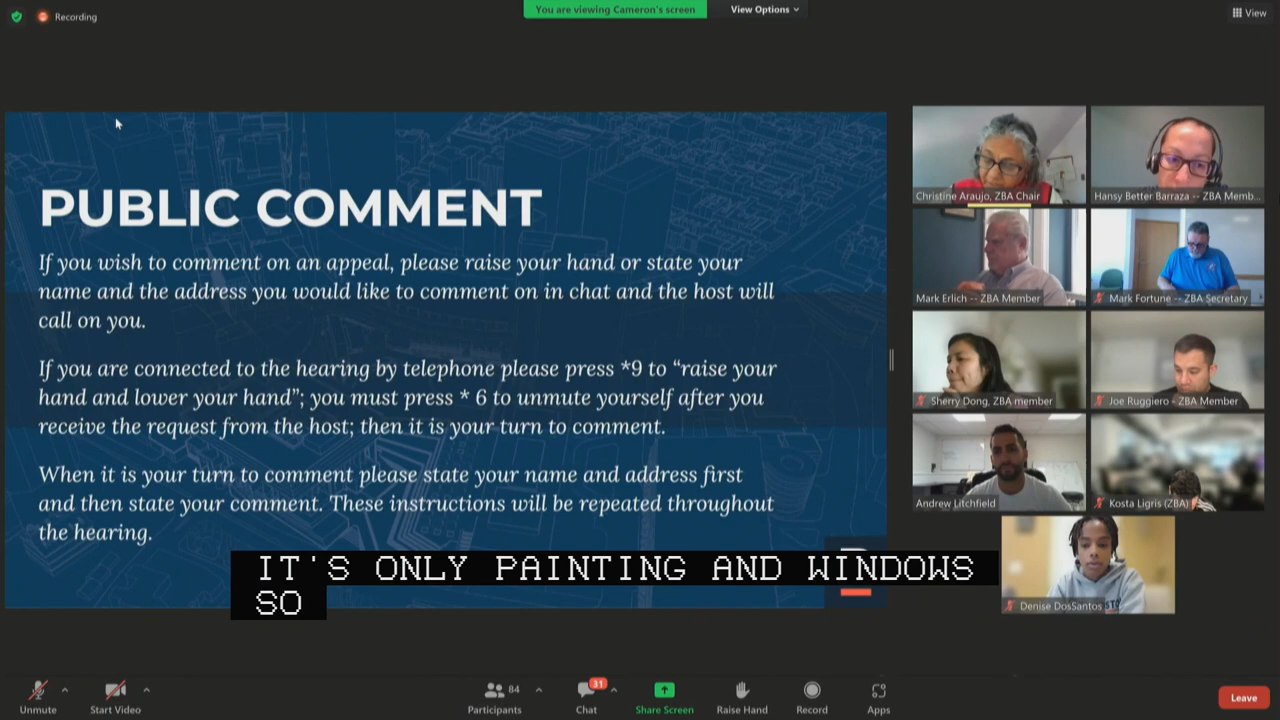 Recording
You are viewing Cameron's screen
View Options
View
PUBLIC COMMENT
If you wish to comment on an appeal, please raise your hand or state your
name and the address you would like to comment on in chat and the host will
call on you.
If you are connected to the hearing by telephone please press *9 to “raise your
hand and lower your hand”; you must press * 6 to unmute yourself after you
receive the request from the host; then it is your turn to comment.
When it is your turn to comment please state your name and address first
and then state your comment. These instructions will be repeated throughout
the hearing.
IT'S ONLY PAINTING AND WINDOWS
SO
Christine Araujo, ZBA Chair
Hansy Better Barraza -- ZBA Memb...
Mark Erlich -- ZBA Member
Mark Fortune -- ZBA Secretary
Sherry Dong, ZBA member
Joe Ruggiero - ZBA Member
Andrew Litchfield
Kosta Ligris (ZBA)
Denise DosSantos
Unmute
Start Video
Participants
84
Chat
31
Share Screen
Raise Hand
Record
Apps
Leave